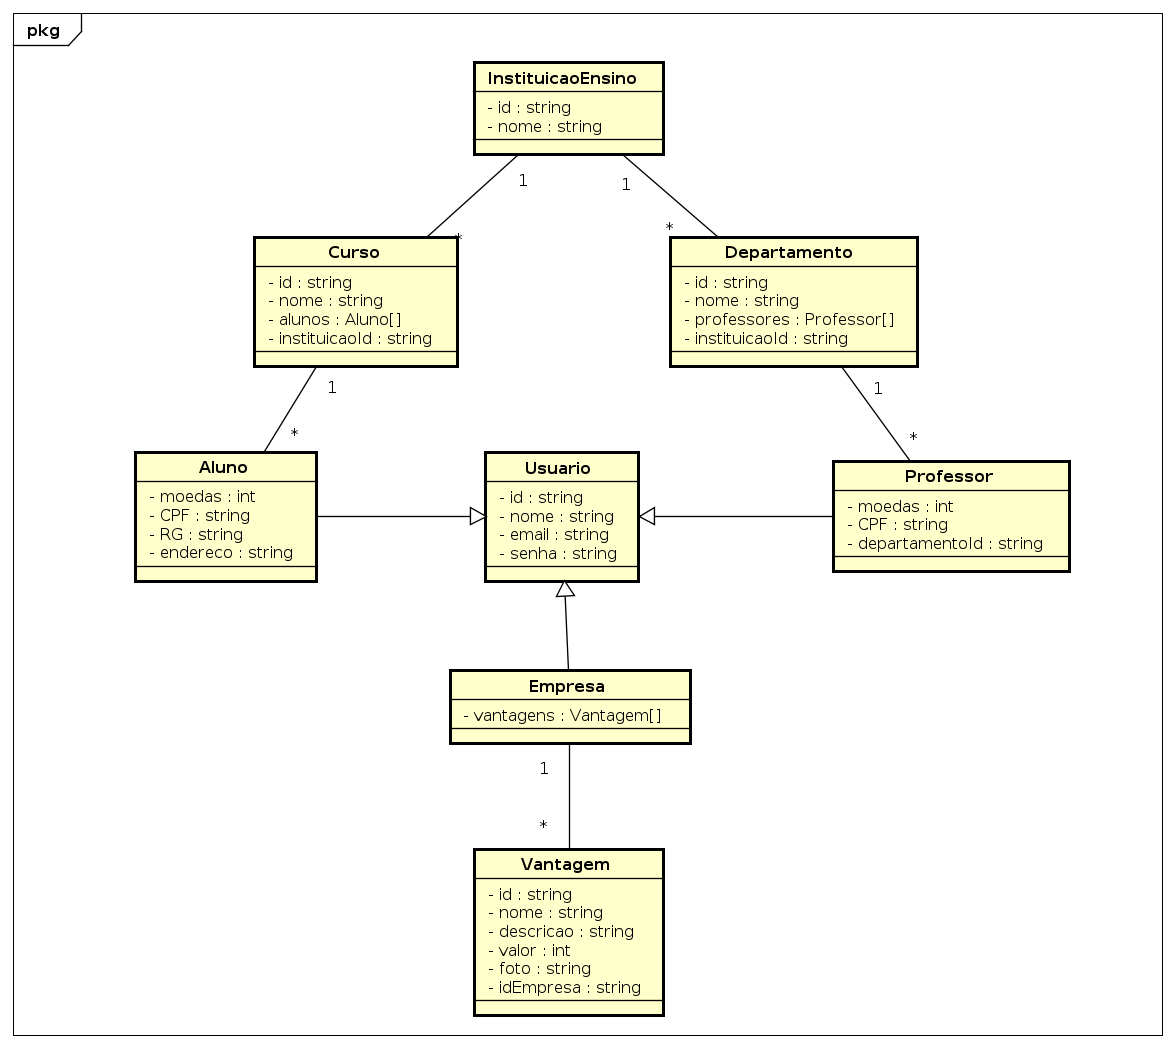 pkg
InstituicaoEnsino
- id : string
- nome : string
1
1
*
*
Curso
- id : string
- nome : string
- alunos : Aluno[]
- instituicaoId : string
Departamento
- id : string
- nome : string
- professores : Professor[]
- instituicaoId : string
1
*
1
*
Aluno
- moedas : int
- CPF : string
- RG : string
- endereco : string
Usuario
- id : string
- nome : string
- email : string
- senha : string
Professor
- moedas : int
- CPF : string
- departamentoId : string
Empresa
- vantagens : Vantagem[]
1
*
Vantagem
- id : string
- nome : string
- descricao : string
- valor : int
- foto : string
- idEmpresa : string